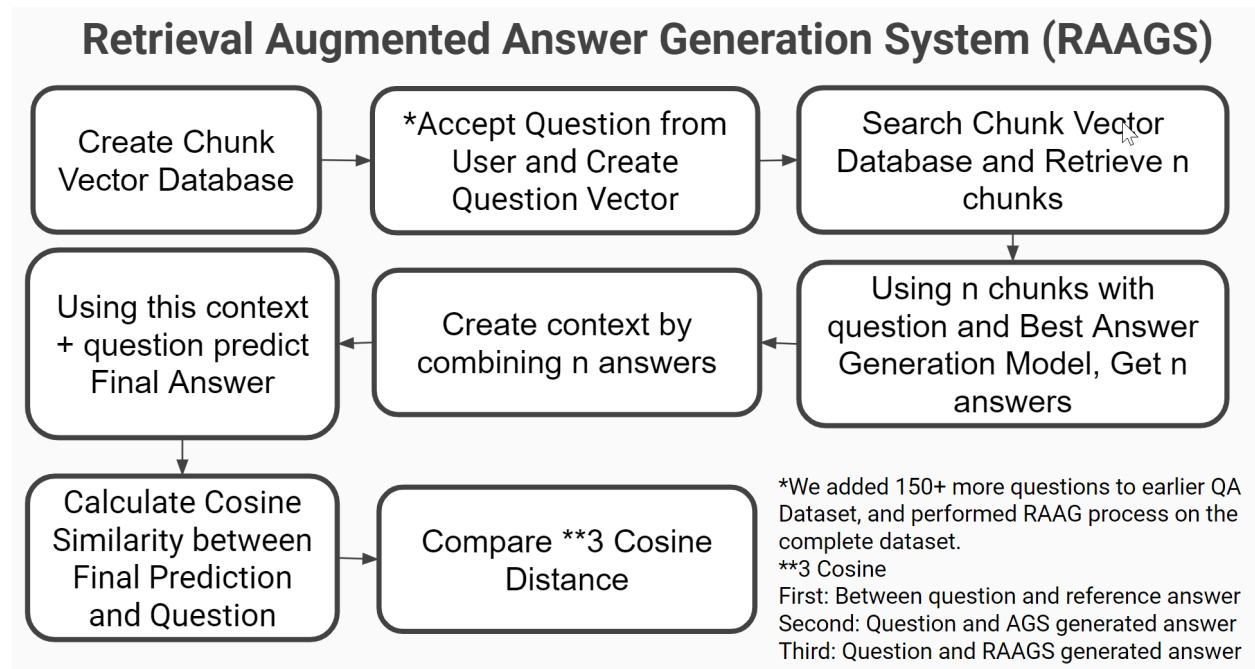 Retrieval Augmented Answer Generation System (RAAGS)
Create Chunk
Vector Database
*Accept Question from
User and Create
Question Vector
Search Chunk Vector
Database and Retrieve n
chunks
Using n chunks with
question and Best Answer
Generation Model, Get n
answers
Create context by
combining n answers
Using this context
+ question predict
Final Answer
Calculate Cosine
Similarity between
Final Prediction
and Question
Compare **3 Cosine
Distance
*We added 150+ more questions to earlier QA
Dataset, and performed RAAG process on the
complete dataset.
**3 Cosine
First: Between question and reference answer
Second: Question and AGS generated answer
Third: Question and RAAGS generated answer